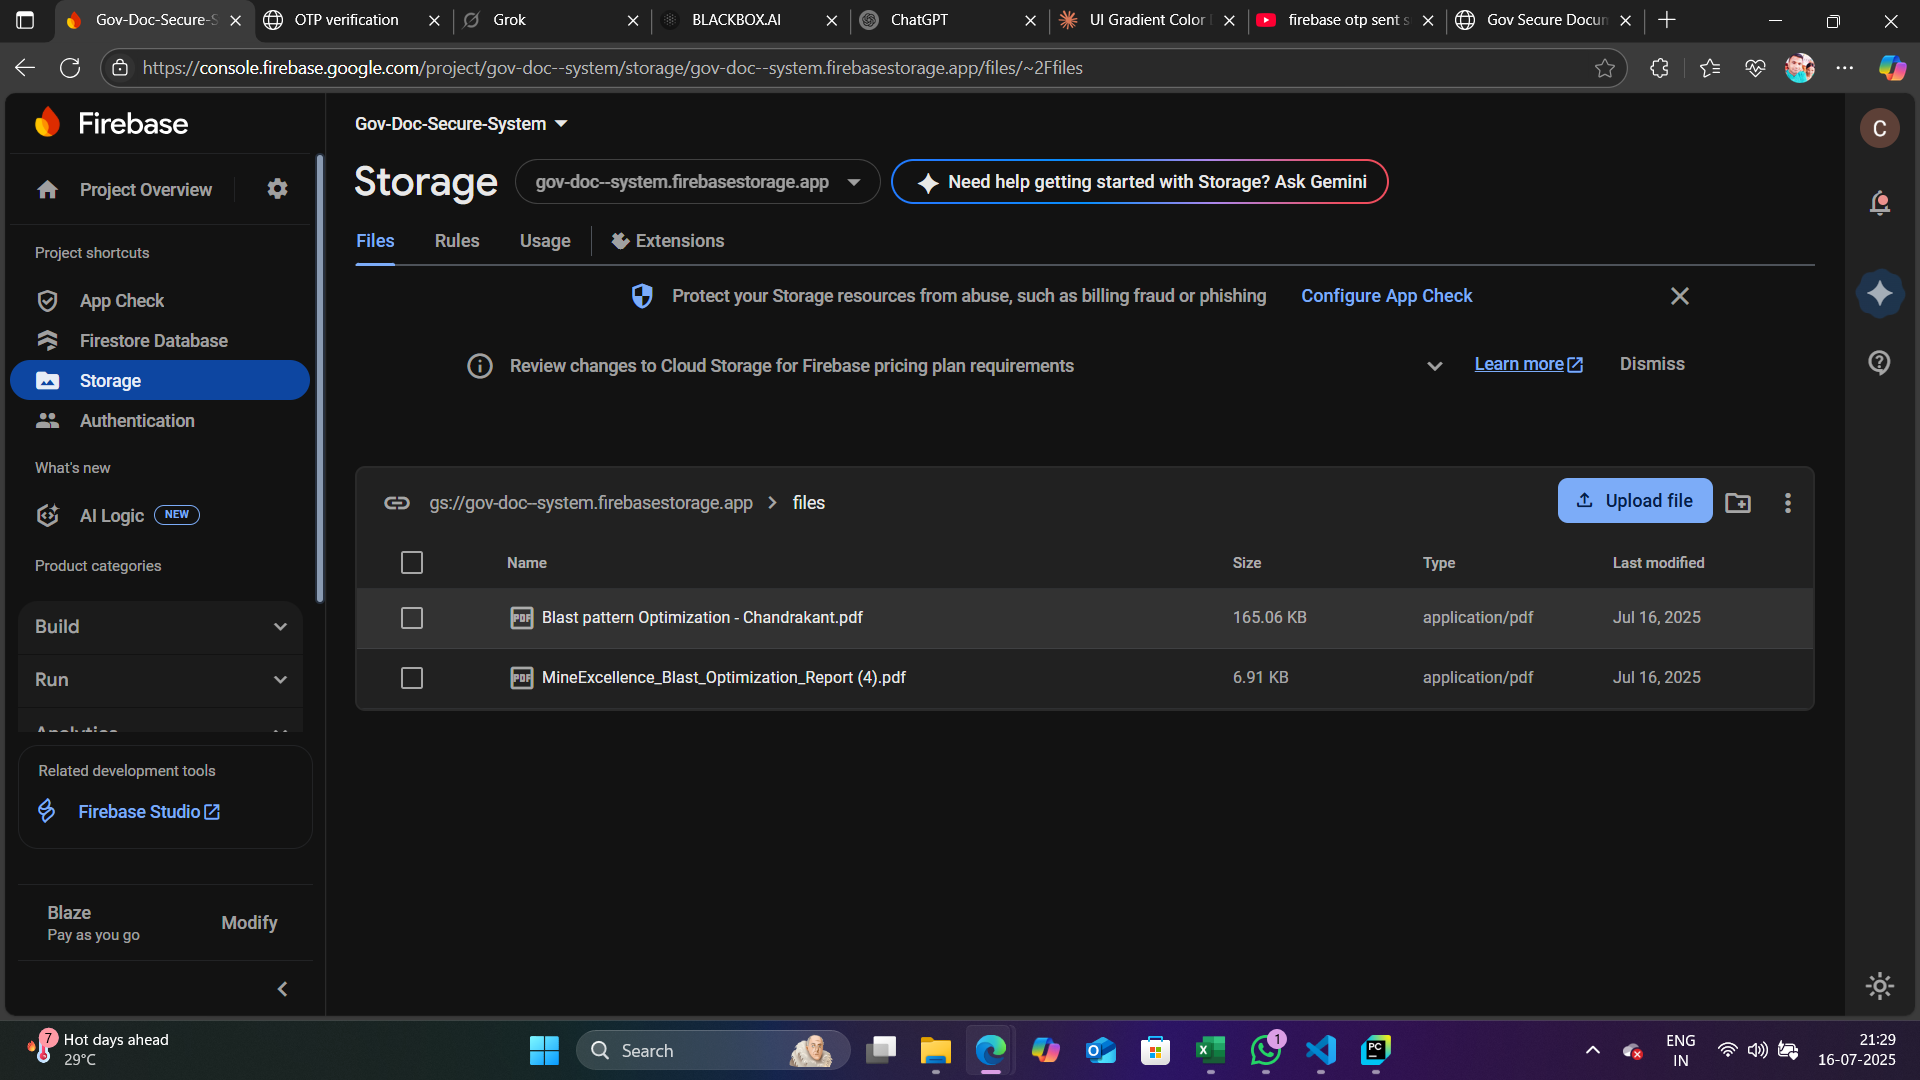 Gov-Doc-Secure-S
OTP verification
Grok
BLACKBOX.AI
ChatGPT
UI Gradient Color
firebase otp sent s
Gov Secure Docum
https://console.firebase.google.com/project/gov-doc--system/storage/gov-doc--system.firebasestorage.app/files/~2Ffiles
Firebase
Project Overview
Project shortcuts
App Check
Firestore Database
Storage
Authentication
What's new
AI Logic NEW
Product categories
Build
Run
Analytics
Related development tools
Firebase Studio
Blaze
Pay as you go
Modify
Gov-Doc-Secure-System
Storage
gov-doc--system.firebasestorage.app
Need help getting started with Storage? Ask Gemini
Files Rules Usage Extensions
Protect your Storage resources from abuse, such as billing fraud or phishing Configure App Check
Review changes to Cloud Storage for Firebase pricing plan requirements Learn more Dismiss
gs://gov-doc--system.firebasestorage.app > files
Upload file
Name Size Type Last modified
PDF Blast pattern Optimization - Chandrakant.pdf 165.06 KB application/pdf Jul 16, 2025
PDF MineExcellence_Blast_Optimization_Report (4).pdf 6.91 KB application/pdf Jul 16, 2025
C
7
Hot days ahead
29°C
Search
1
PC
ENG
IN
21:29
16-07-2025